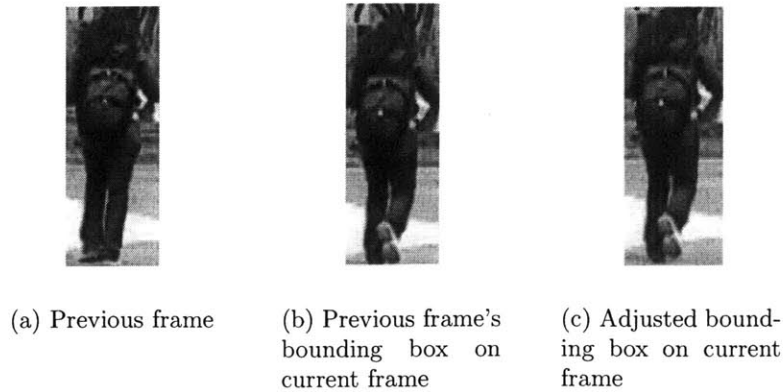 (a) Previous frame
(b) Previous frame's
bounding box on
current frame
(c) Adjusted bound-
ing box on current
frame